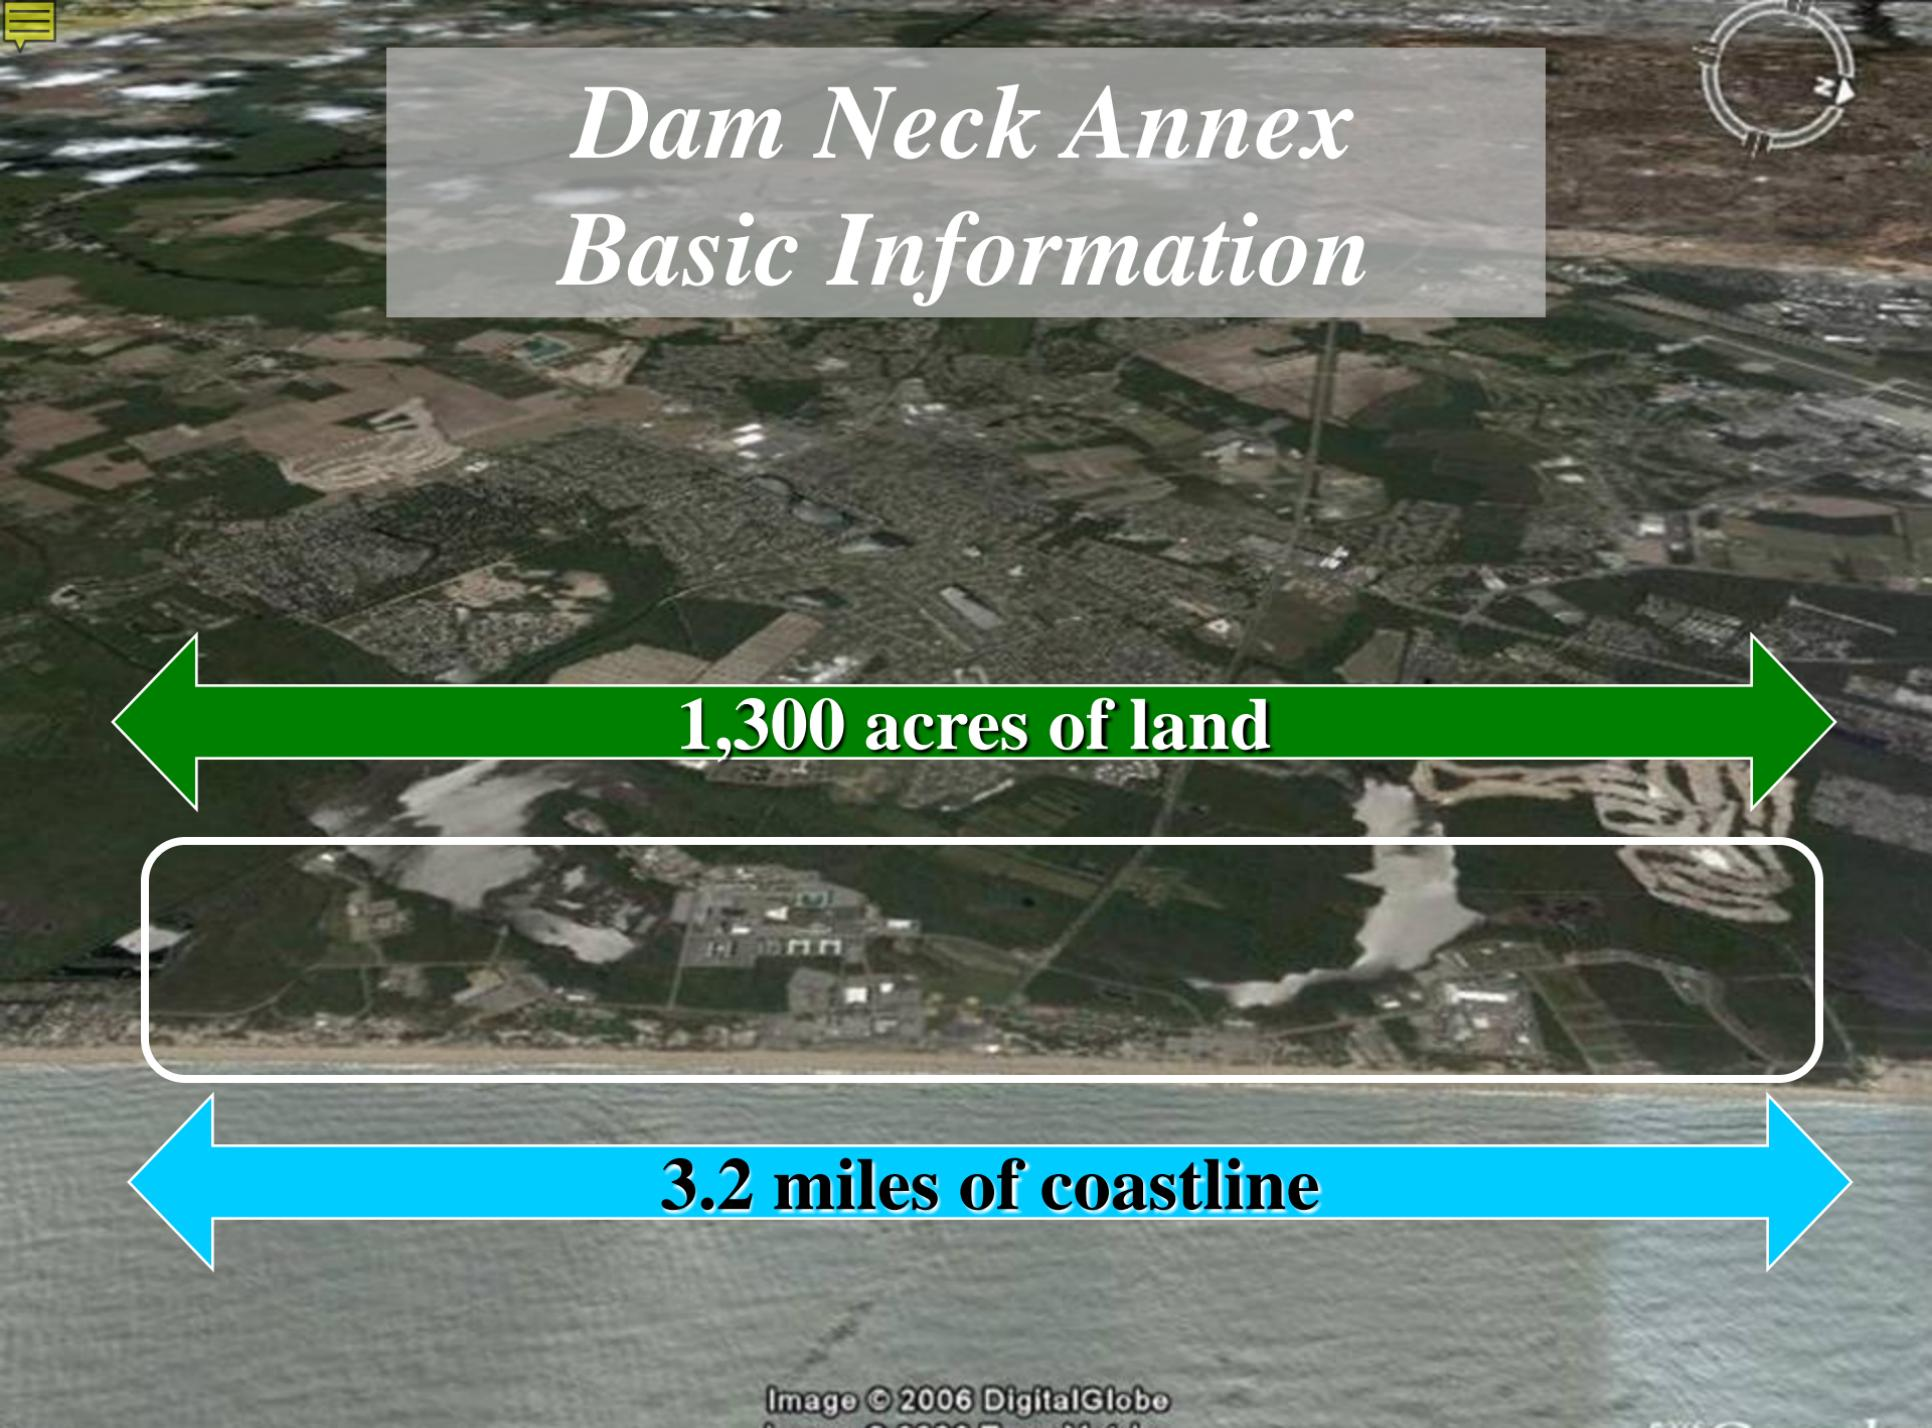 Dam Neck Annex
Basic Information
N
1,300 acres of land
3.2 miles of coastline
Image © 2006 DigitalGlobe